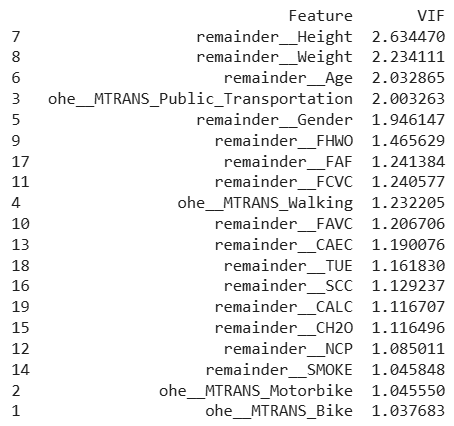 Feature VIF
7 remainder__Height 2.634470
8 remainder__Weight 2.234111
6 remainder__Age 2.032865
3 ohe__MTRANS_Public_Transportation 2.003263
5 remainder__Gender 1.946147
9 remainder__FHWO 1.465629
17 remainder__FAF 1.241384
11 remainder__FCVC 1.240577
4 ohe__MTRANS_Walking 1.232205
10 remainder__FAVC 1.206706
13 remainder__CAEC 1.190076
18 remainder__TUE 1.161830
16 remainder__SCC 1.129237
19 remainder__CALC 1.116707
15 remainder__CH2O 1.116496
12 remainder__NCP 1.085011
14 remainder__SMOKE 1.045848
2 ohe__MTRANS_Motorbike 1.045550
1 ohe__MTRANS_Bike 1.037683